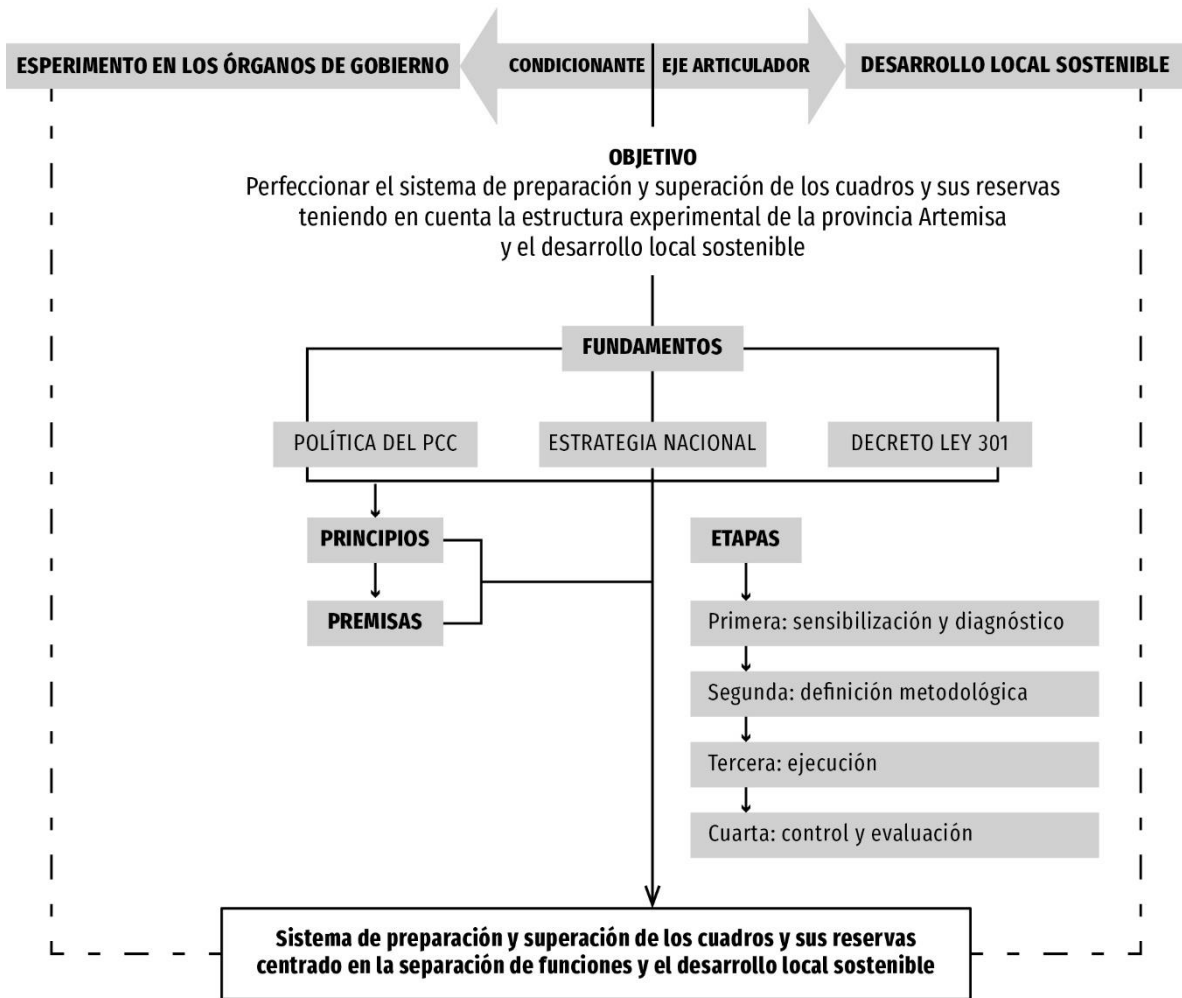 ESPERIMENTO EN LOS ÓRGANOS DE GOBIERNO
CONDICIONANTE
EJE ARTICULADOR
DESARROLLO LOCAL SOSTENIBLE
OBJETIVO
Perfeccionar el sistema de preparación y superación de los cuadros y sus reservas
teniendo en cuenta la estructura experimental de la provincia Artemisa
y el desarrollo local sostenible
FUNDAMENTOS
POLÍTICA DEL PCC
ESTRATEGIA NACIONAL
DECRETO LEY 301
PRINCIPIOS
PREMISAS
ETAPAS
Primera: sensibilización y diagnóstico
Segunda: definición metodológica
Tercera: ejecución
Cuarta: control y evaluación
Sistema de preparación y superación de los cuadros y sus reservas
centrado en la separación de funciones y el desarrollo local sostenible